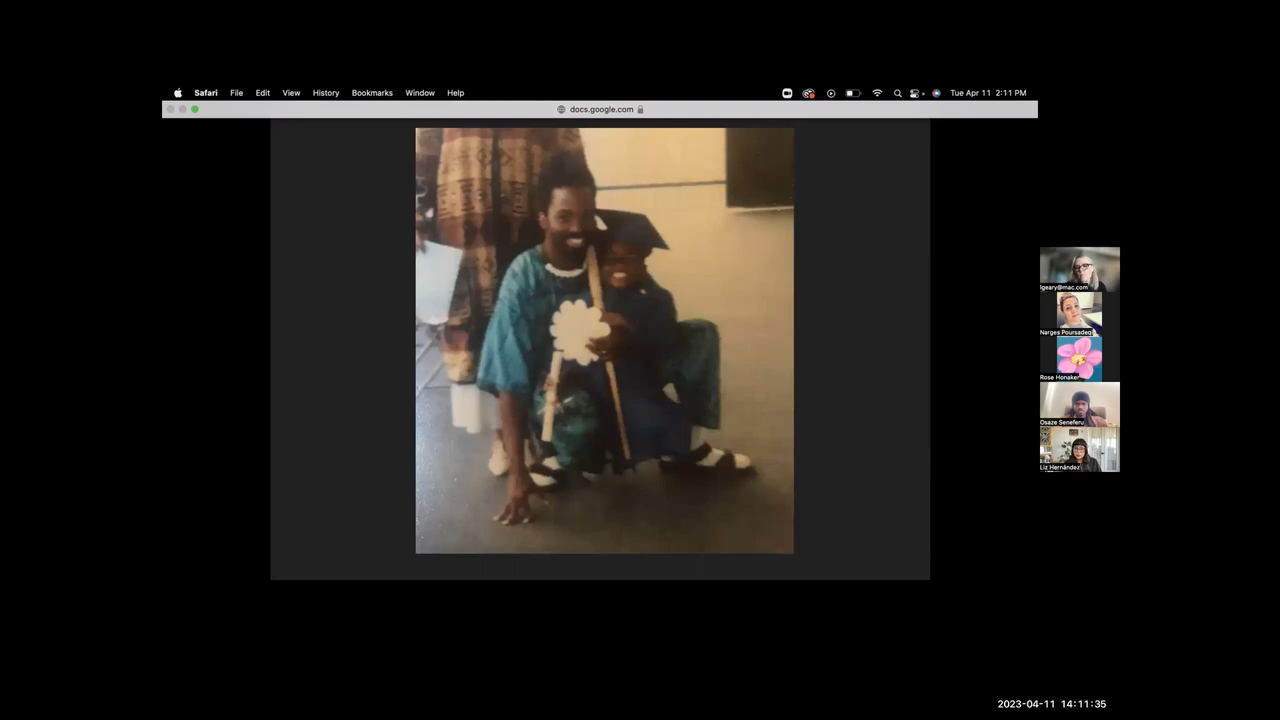 Safari File Edit View History Bookmarks Window Help Tue Apr 11 2:11 PM
docs.google.com
lgeary@mac.com
Narges Poursadeqi
Rose Honaker
Osaze Seneferu
Liz Hernández
2023-04-11 14:11:35